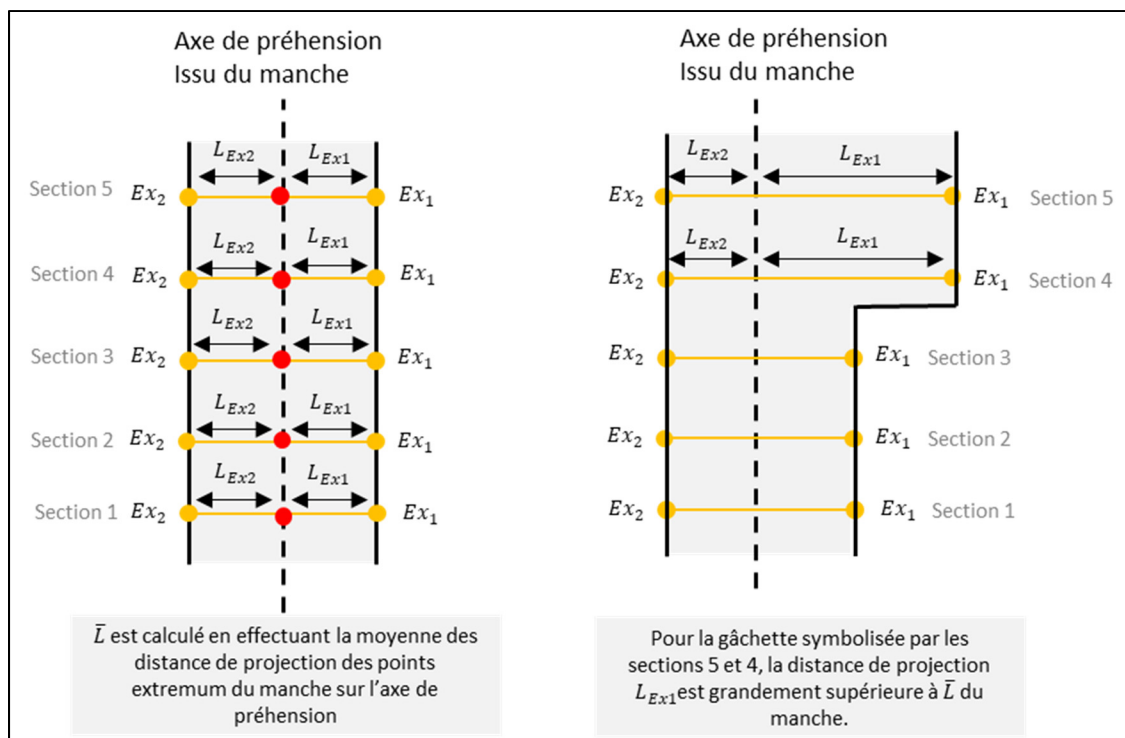 Axe de préhension
Issu du manche
L_Ex2 L_Ex1
Section 5 Ex_2 Ex_1
L_Ex2 L_Ex1
Section 4 Ex_2 Ex_1
L_Ex2 L_Ex1
Section 3 Ex_2 Ex_1
L_Ex2 L_Ex1
Section 2 Ex_2 Ex_1
L_Ex2 L_Ex1
Section 1 Ex_2 Ex_1
L̄ est calculé en effectuant la moyenne des
distance de projection des points
extremum du manche sur l'axe de
préhension
Axe de préhension
Issu du manche
L_Ex2 L_Ex1
Ex_2 Ex_1 Section 5
L_Ex2 L_Ex1
Ex_2 Ex_1 Section 4
Ex_2 Ex_1 Section 3
Ex_2 Ex_1 Section 2
Ex_2 Ex_1 Section 1
Pour la gâchette symbolisée par les
sections 5 et 4, la distance de projection
L_Ex1 est grandement supérieure à L̄ du
manche.